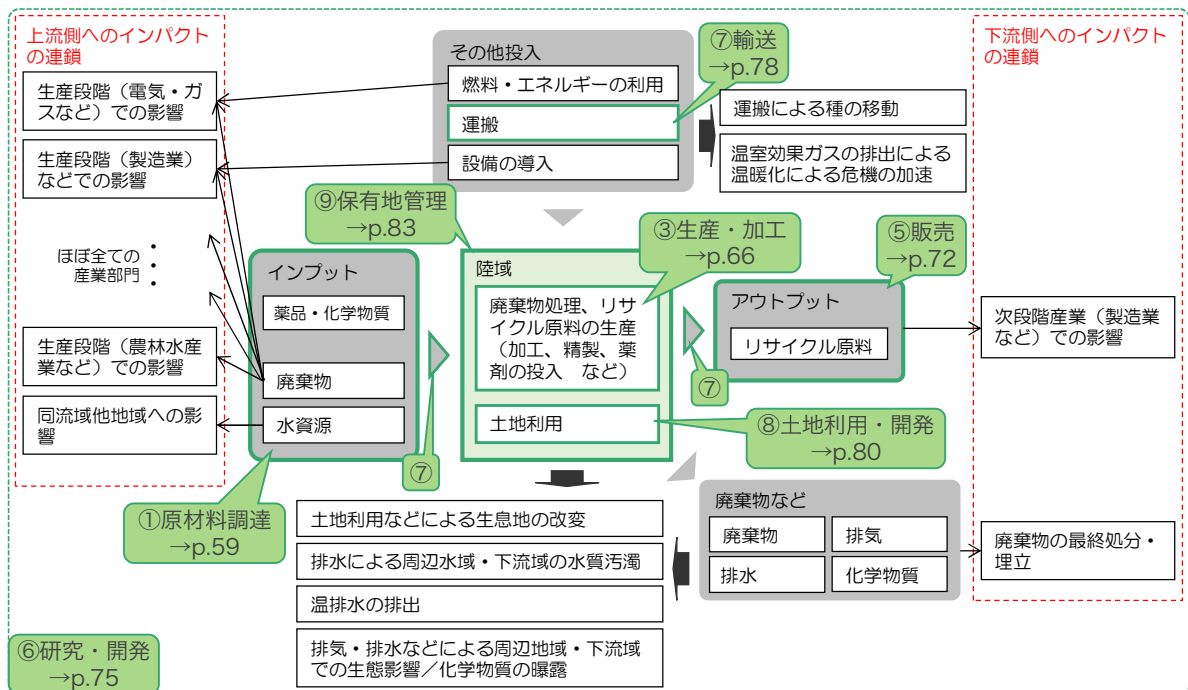 上流側へのインパクト
の連鎖
生産段階(電気・ガ
スなど)での影響
生産段階(製造業)
などでの影響
ほぼ全ての
産業部門
生産段階(農林水産
業など)での影響
同流域他地域への影
響
その他投入
燃料・エネルギーの利用
運搬
設備の導入
⑦輸送
→p.78
運搬による種の移動
温室効果ガスの排出による
温暖化による危機の加速
下流側へのインパクト
の連鎖
⑨保有地管理
→p.83
③生産・加工
→p.66
⑤販売
→p.72
インプット
薬品・化学物質
廃棄物
水資源
⑦
陸域
廃棄物処理、リサ
イクル原料の生産
(加工、精製、薬
剤の投入 など)
土地利用
⑦
アウトプット
リサイクル原料
次段階産業(製造業
など)での影響
⑧土地利用・開発
→p.80
①原材料調達
→p.59
土地利用などによる生息地の改変
排水による周辺水域・下流域の水質汚濁
温排水の排出
排気・排水などによる周辺地域・下流域
での生態影響/化学物質の曝露
廃棄物など
廃棄物
排気
排水
化学物質
廃棄物の最終処分・
埋立
⑥研究・開発
→p.75